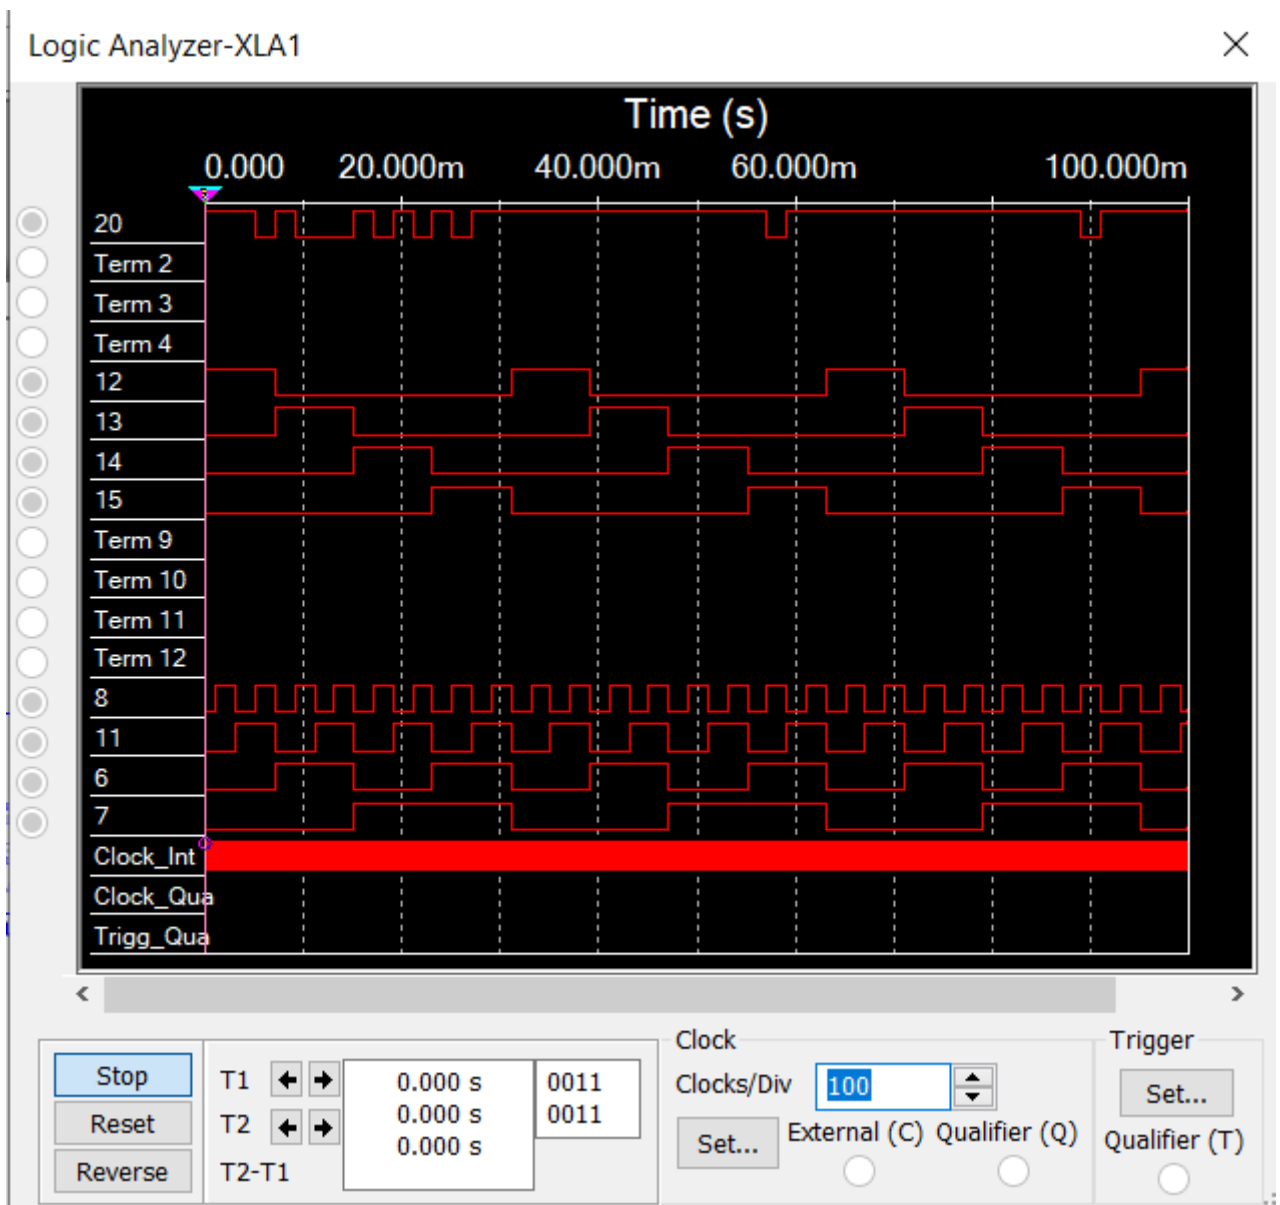 Logic Analyzer-XLA1
Time (s)
0.000 20.000m 40.000m 60.000m 100.000m
20
Term 2
Term 3
Term 4
12
13
14
15
Term 9
Term 10
Term 11
Term 12
8
11
6
7
Clock_Int
Clock_Qua
Trigg_Qua
Stop
Reset
Reverse
T1 0.000 s 0011
T2 0.000 s 0011
T2-T1 0.000 s
Clock
Clocks/Div 100
Set... External (C) Qualifier (Q)
Trigger
Set...
Qualifier (T)